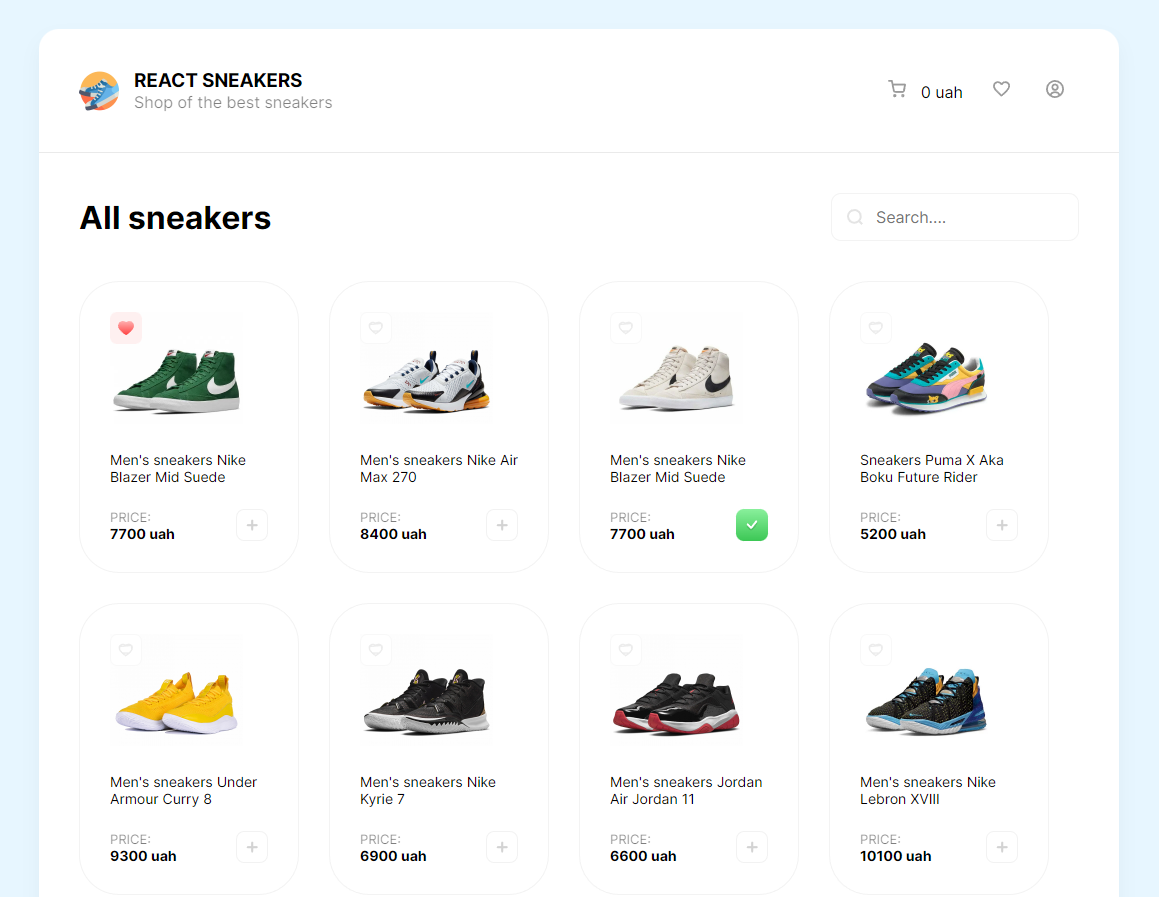 REACT SNEAKERS
Shop of the best sneakers
0 uah
All sneakers
Search....
Men's sneakers Nike
Blazer Mid Suede
PRICE:
7700 uah
Men's sneakers Nike Air
Max 270
PRICE:
8400 uah
Men's sneakers Nike
Blazer Mid Suede
PRICE:
7700 uah
Sneakers Puma X Aka
Boku Future Rider
PRICE:
5200 uah
Men's sneakers Under
Armour Curry 8
PRICE:
9300 uah
Men's sneakers Nike
Kyrie 7
PRICE:
6900 uah
Men's sneakers Jordan
Air Jordan 11
PRICE:
6600 uah
Men's sneakers Nike
Lebron XVIII
PRICE:
10100 uah